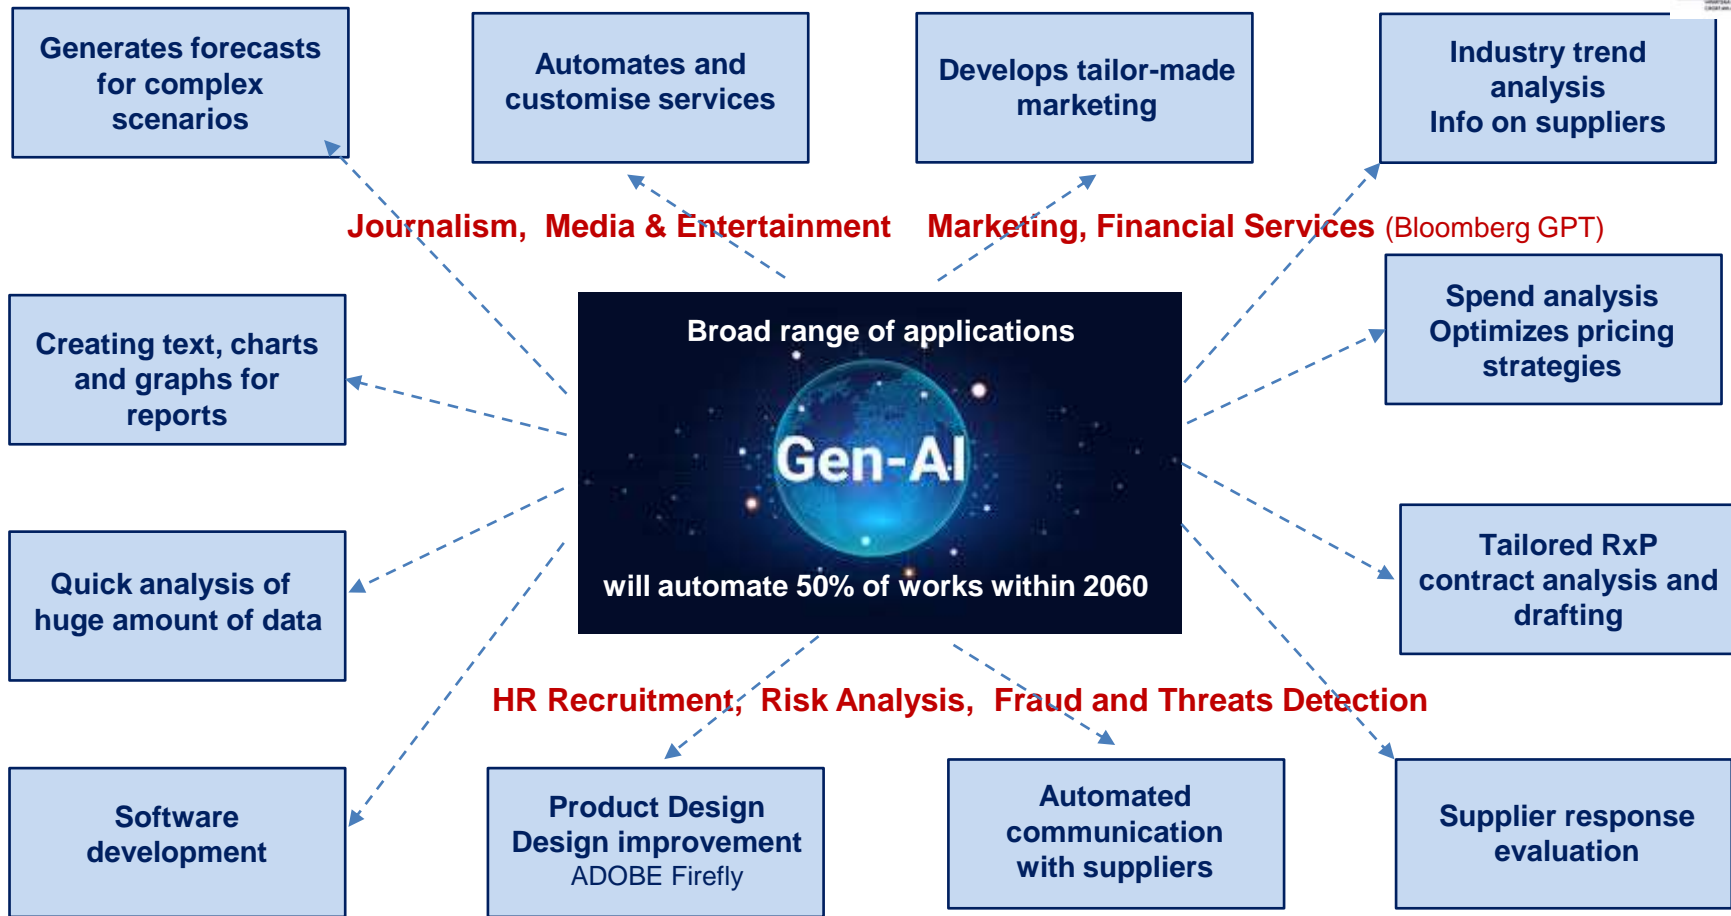 Generates forecasts
for complex
scenarios
Automates and
customise services
Develops tailor-made
marketing
Industry trend
analysis
Info on suppliers
Journalism, Media & Entertainment
Marketing, Financial Services (Bloomberg GPT)
Creating text, charts
and graphs for
reports
Broad range of applications
Gen-AI
will automate 50% of works within 2060
Spend analysis
Optimizes pricing
strategies
Quick analysis of
huge amount of data
Tailored RxP
contract analysis and
drafting
HR Recruitment, Risk Analysis, Fraud and Threats Detection
Software
development
Product Design
Design improvement
ADOBE Firefly
Automated
communication
with suppliers
Supplier response
evaluation